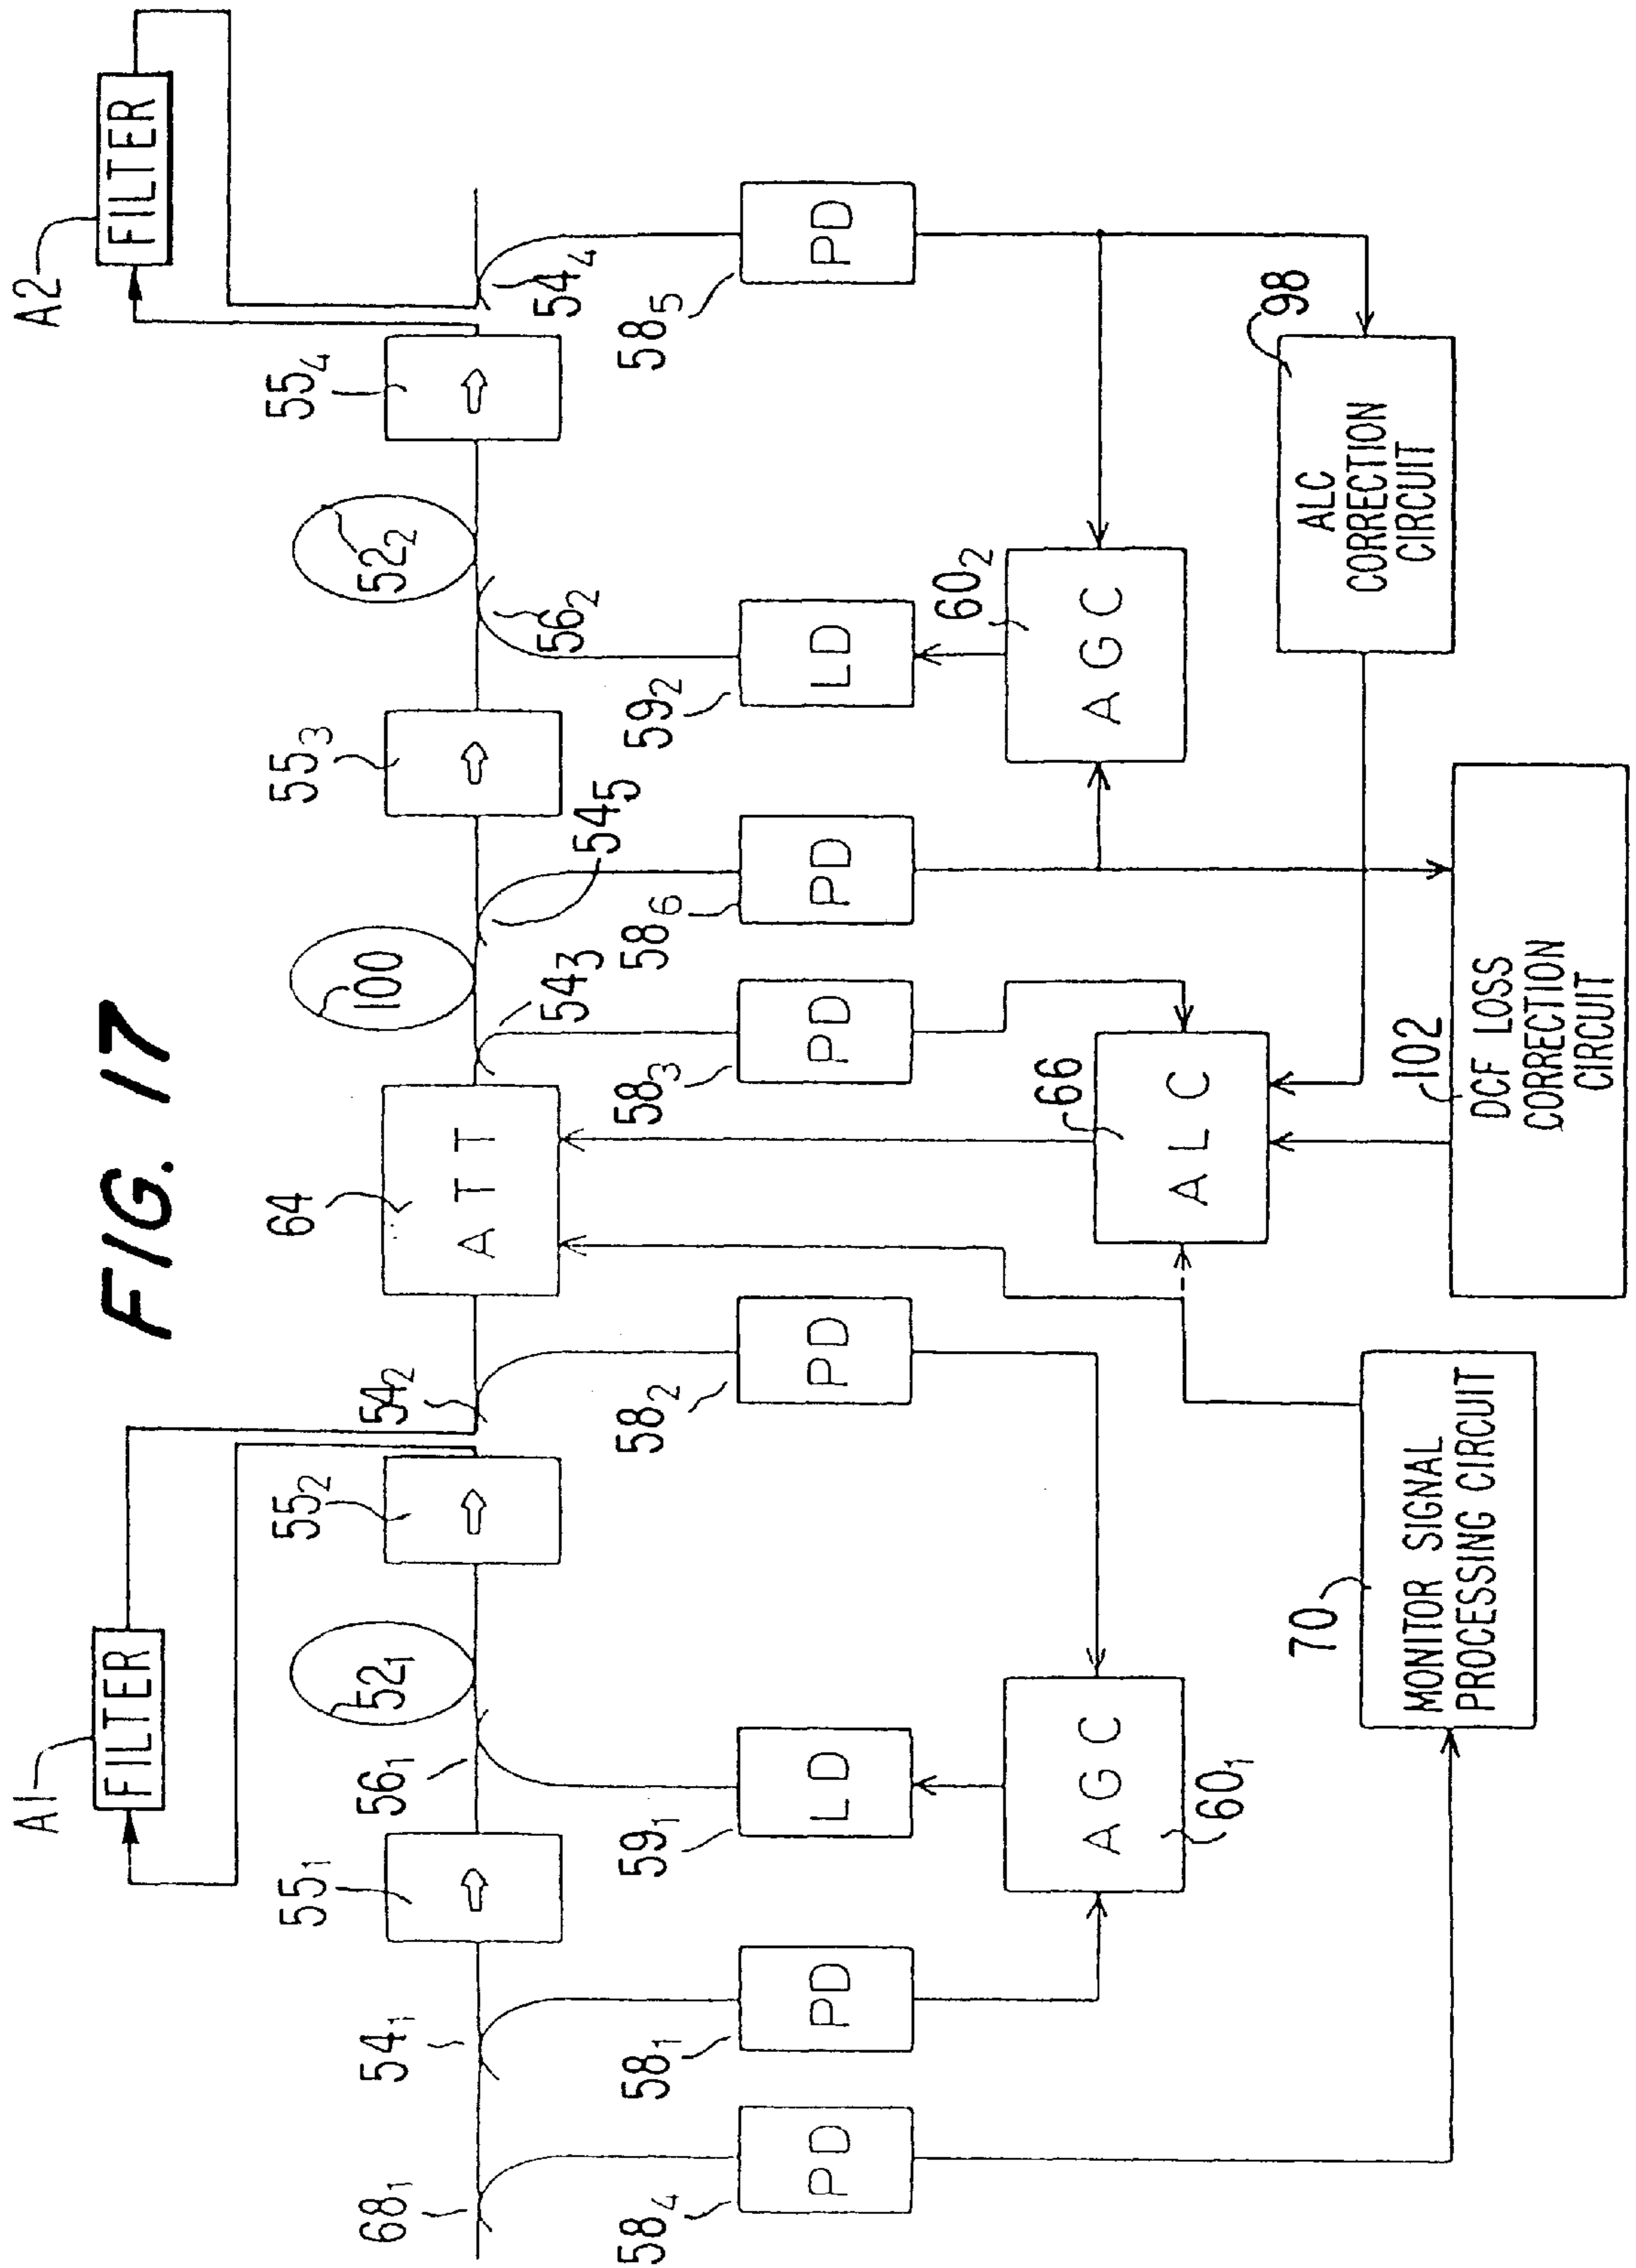 FIG. 17
A1
FILTER
A2
FILTER
68₁
54₁
55₁
56₁
52₁
55₂
54₂
64
ATT
54₃
100
54₅
55₃
56₂
52₂
55₄
54₄
58₄
PD
58₁
PD
59₁
LD
58₂
PD
58₃
PD
58₆
PD
59₂
LD
58₅
PD
AGC
60₁
66
ALC
60₂
AGC
98
ALC
CORRECTION
CIRCUIT
70
MONITOR SIGNAL
PROCESSING CIRCUIT
102
DCF LOSS
CORRECTION
CIRCUIT